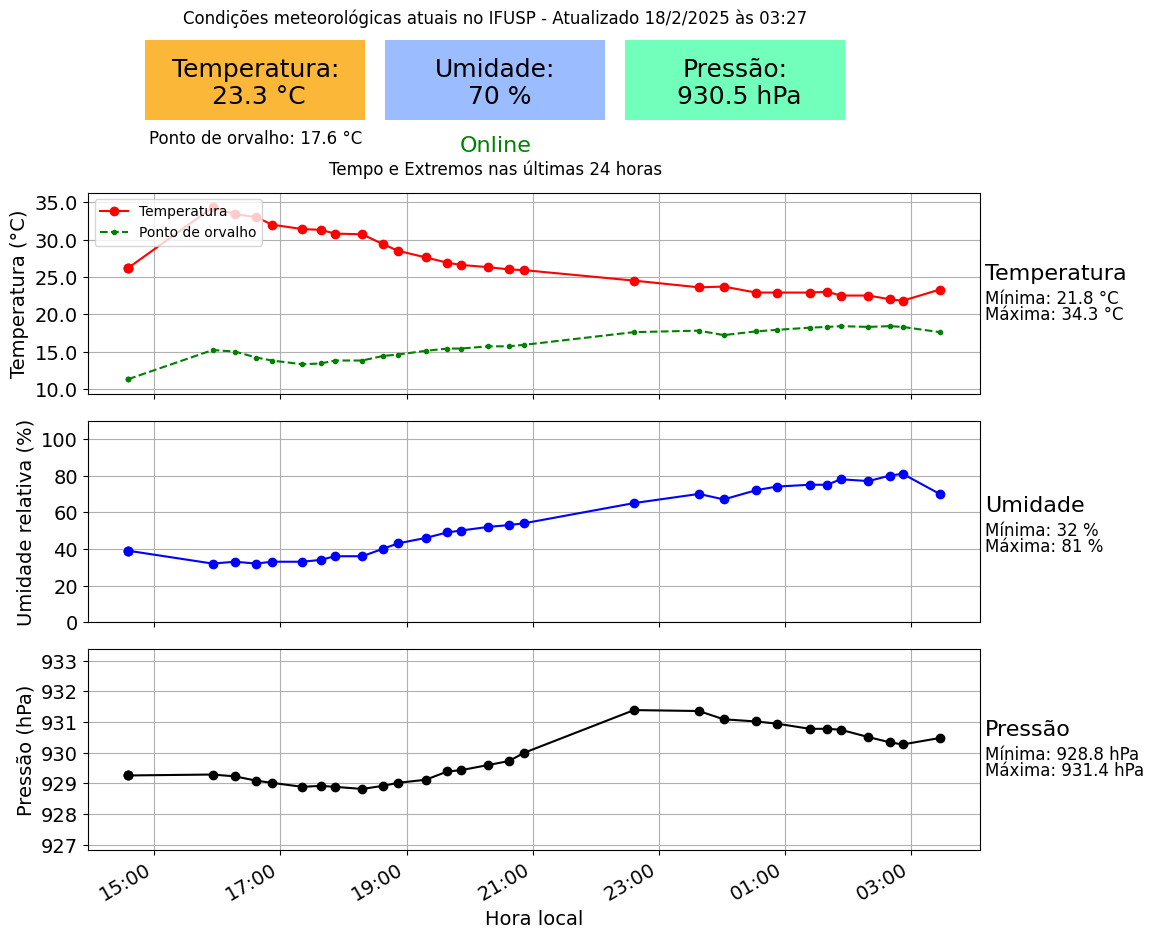 Condições meteorológicas atuais no IFUSP - Atualizado 18/2/2025 às 03:27
Temperatura:
23.3 °C
Umidade:
70 %
Pressão:
930.5 hPa
Ponto de orvalho: 17.6 °C
Online
Tempo e Extremos nas últimas 24 horas
Temperatura (°C)
35.0
30.0
25.0
20.0
15.0
10.0
Temperatura
Ponto de orvalho
Temperatura
Mínima: 21.8 °C
Máxima: 34.3 °C
Umidade relativa (%)
100
80
60
40
20
0
Umidade
Mínima: 32 %
Máxima: 81 %
Pressão (hPa)
933
932
931
930
929
928
927
Pressão
Mínima: 928.8 hPa
Máxima: 931.4 hPa
15:00
17:00
19:00
21:00
23:00
01:00
03:00
Hora local